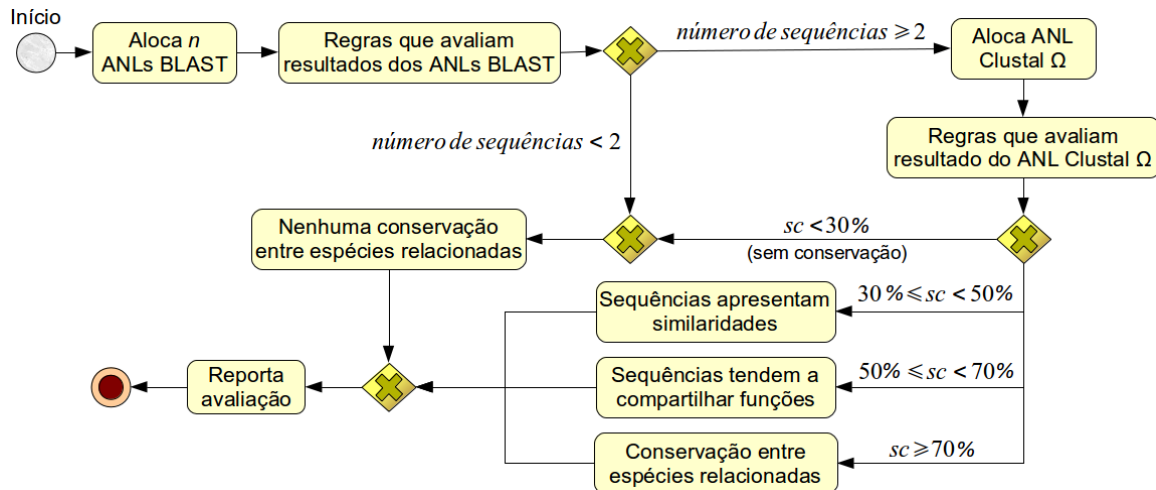 Início
Aloca n
ANLs BLAST
Regras que avaliam
resultados dos ANLs BLAST
número de sequências ⩾ 2
Aloca ANL
Clustal Ω
número de sequências < 2
Regras que avaliam
resultado do ANL Clustal Ω
Nenhuma conservação
entre espécies relacionadas
sc < 30%
(sem conservação)
Sequências apresentam
similaridades
30% ⩽ sc < 50%
Reporta
avaliação
Sequências tendem a
compartilhar funções
50% ⩽ sc < 70%
Conservação entre
espécies relacionadas
sc ⩾ 70%